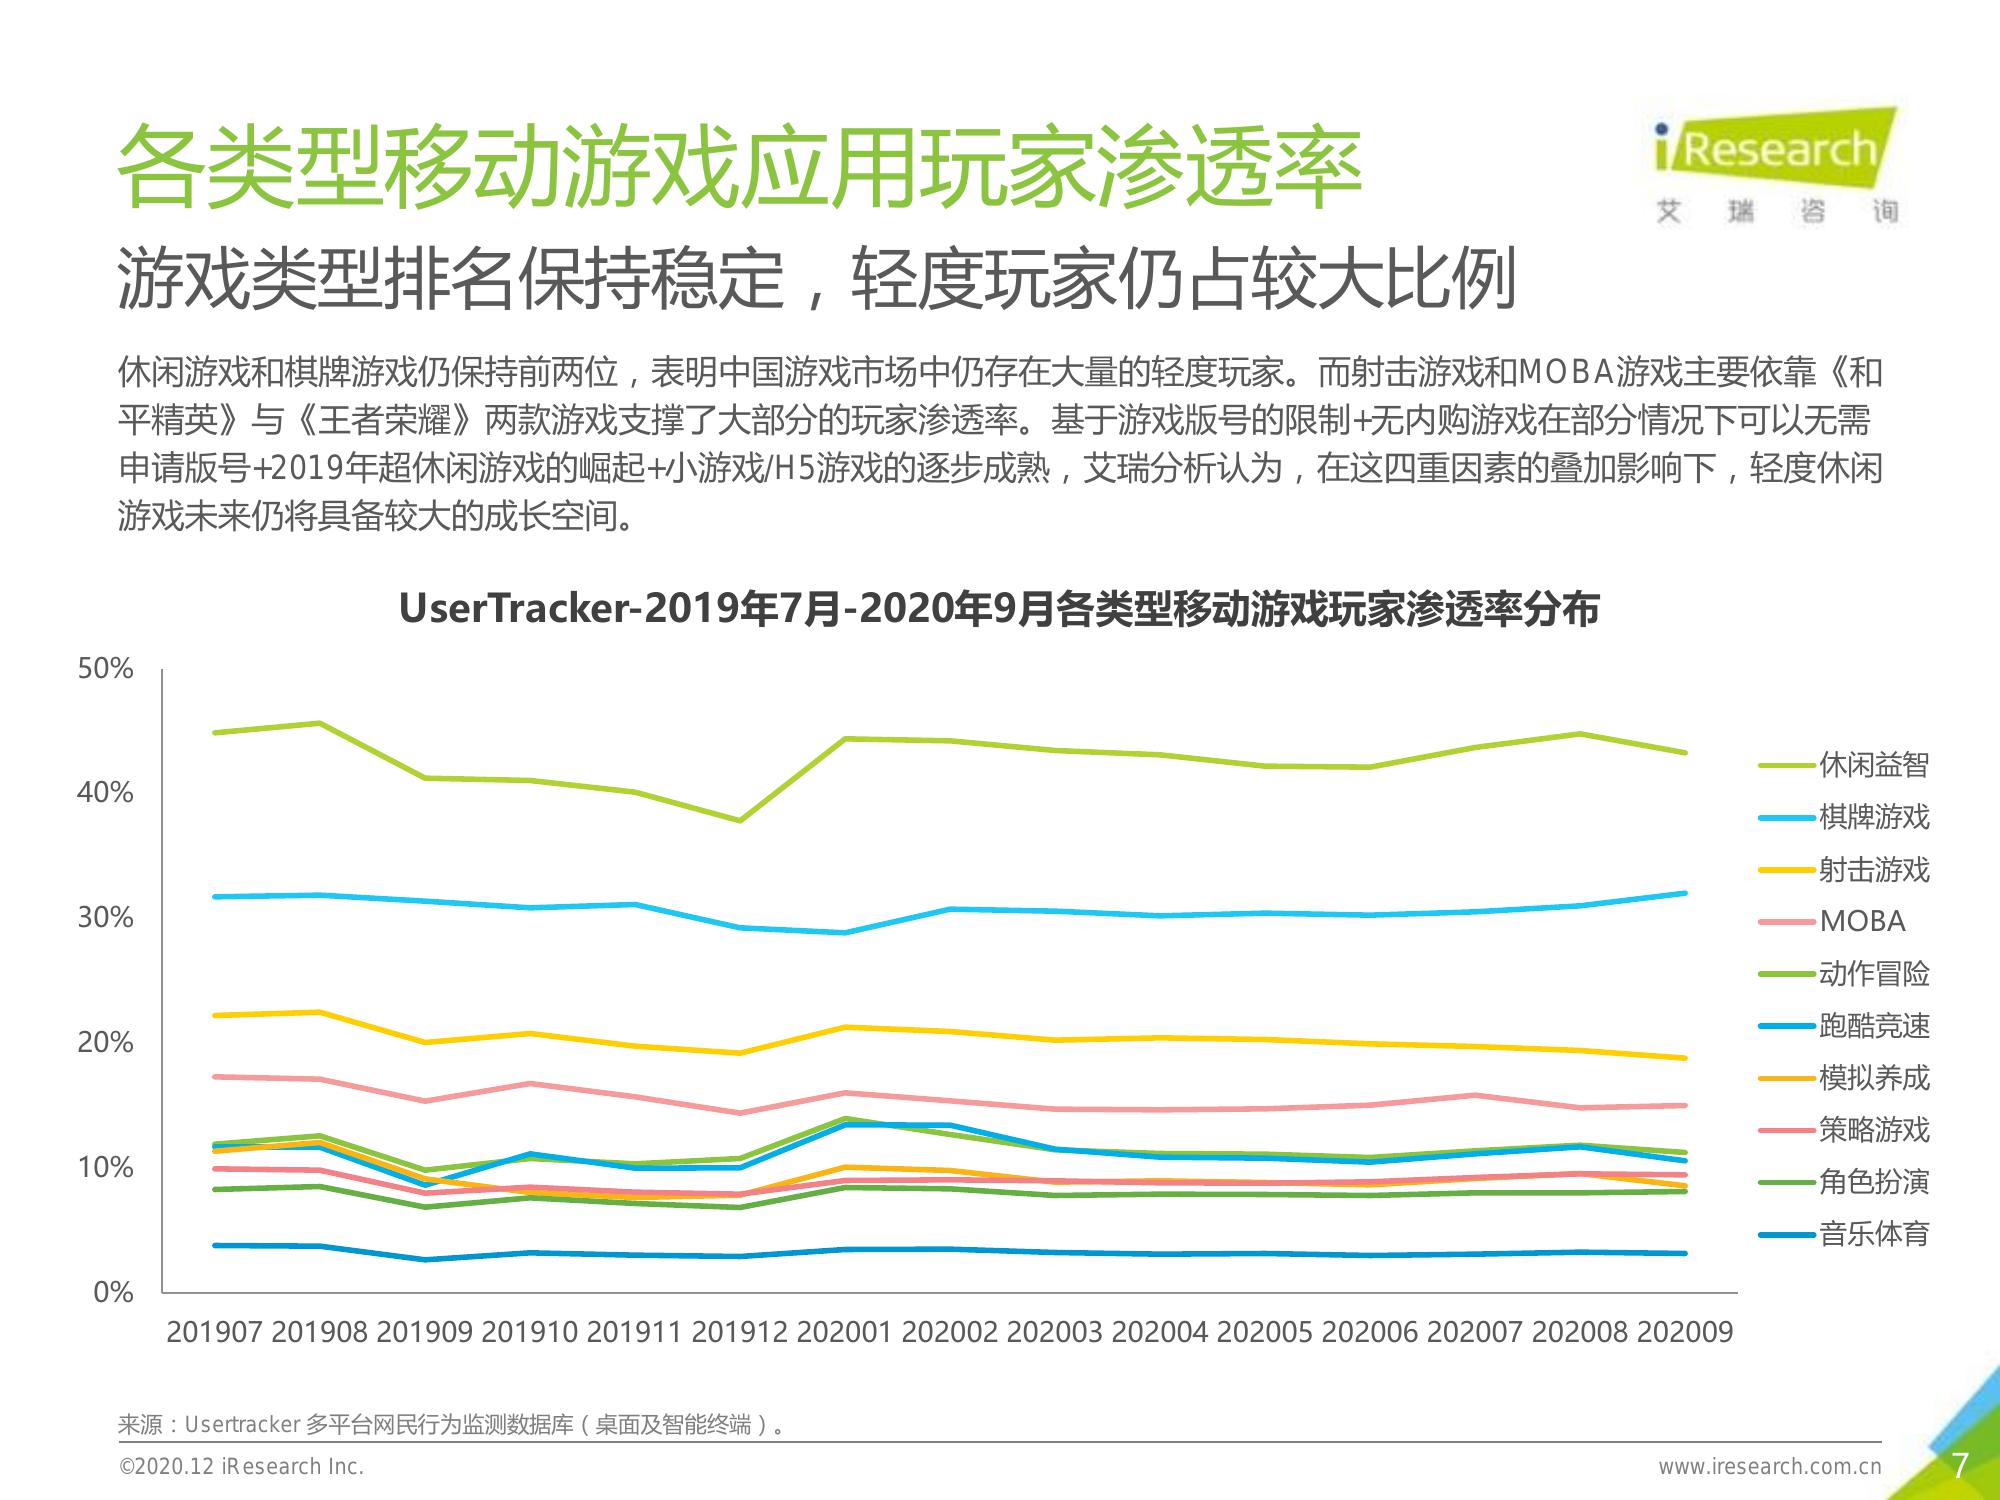 各类型移动游戏应用玩家渗透率
iResearch
艾瑞咨询
游戏类型排名保持稳定，轻度玩家仍占较大比例
休闲游戏和棋牌游戏仍保持前两位，表明中国游戏市场中仍存在大量的轻度玩家。而射击游戏和MOBA游戏主要依靠《和
平精英》与《王者荣耀》两款游戏支撑了大部分的玩家渗透率。基于游戏版号的限制+无内购游戏在部分情况下可以无需
申请版号+2019年超休闲游戏的崛起+小游戏/H5游戏的逐步成熟，艾瑞分析认为，在这四重因素的叠加影响下，轻度休闲
游戏未来仍将具备较大的成长空间。
UserTracker-2019年7月-2020年9月各类型移动游戏玩家渗透率分布
50%
40%
30%
20%
10%
0%
201907 201908 201909 201910 201911 201912 202001 202002 202003 202004 202005 202006 202007 202008 202009
休闲益智
棋牌游戏
射击游戏
MOBA
动作冒险
跑酷竞速
模拟养成
策略游戏
角色扮演
音乐体育
来源：Usertracker 多平台网民行为监测数据库（桌面及智能终端）。
©2020.12 iResearch Inc.
www.iresearch.com.cn
7